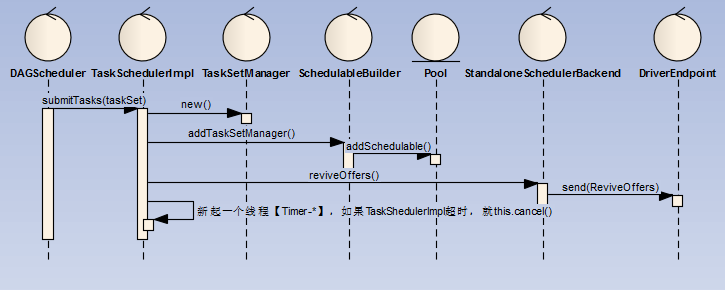 DAGScheduler TaskSchedulerImpl TaskSetManager SchedulableBuilder Pool StandaloneSchedulerBackend DriverEndpoint
submitTasks(taskSet)
new()
addTaskSetManager()
addSchedulable()
reviveOffers()
send(ReviveOffers)
新起一个线程【Timer-*】，如果TaskShedulerImpl超时，就this.cancel()